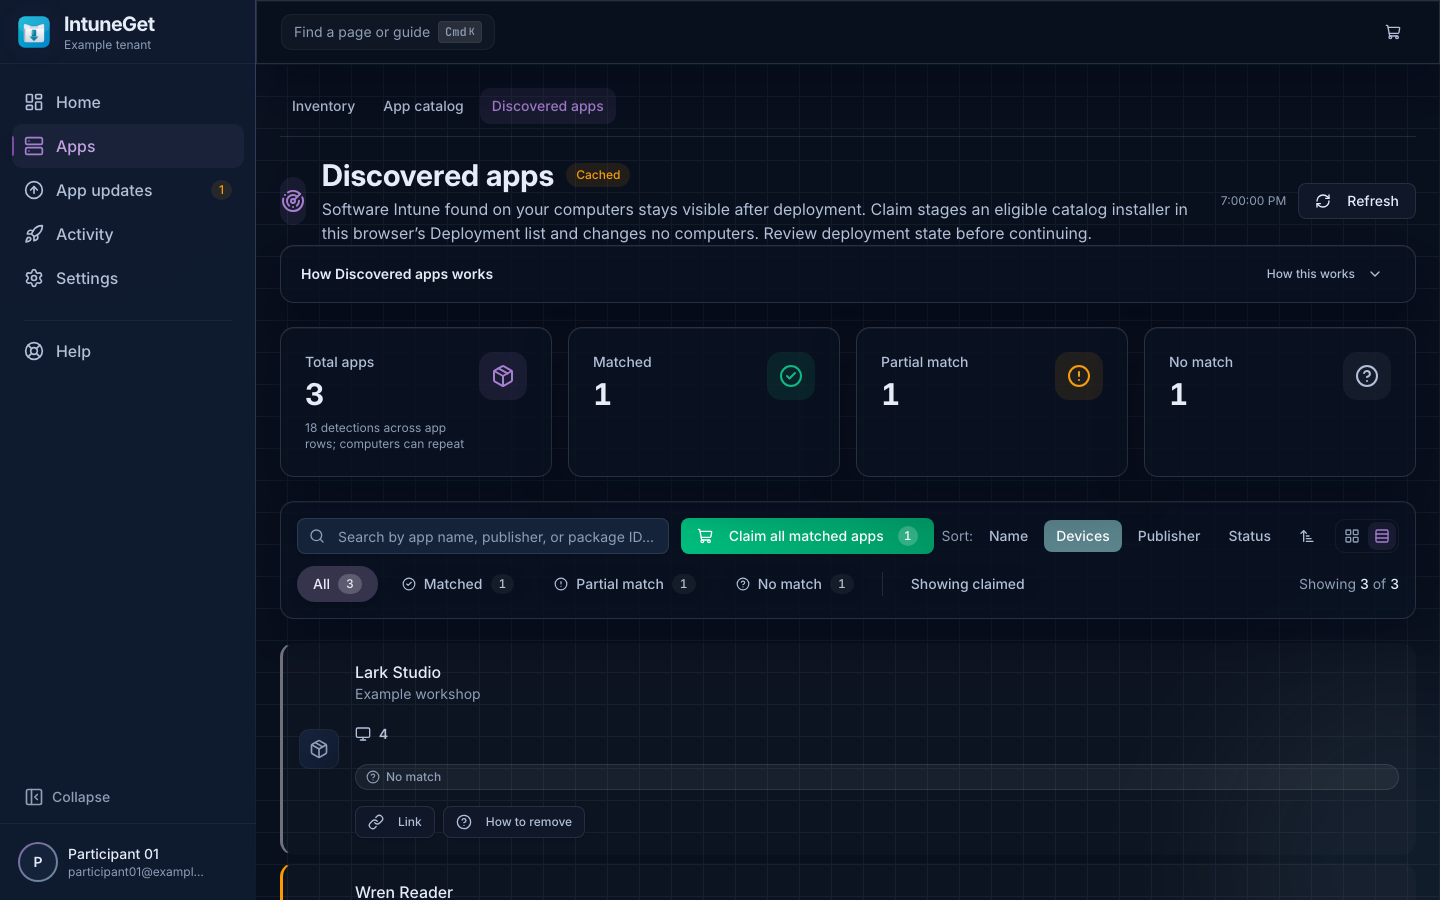 IntuneGet
Example tenant
Find a page or guide Cmd K
Home
Apps
App updates 1
Activity
Settings
Help
Collapse
P
Participant 01
participant01@exampl...
Inventory App catalog Discovered apps
Discovered apps Cached
Software Intune found on your computers stays visible after deployment. Claim stages an eligible catalog installer in
this browser’s Deployment list and changes no computers. Review deployment state before continuing.
7:00:00 PM Refresh
How Discovered apps works How this works
Total apps
3
18 detections across app
rows; computers can repeat
Matched
1
Partial match
1
No match
1
Search by app name, publisher, or package ID... Claim all matched apps 1 Sort: Name Devices Publisher Status
All 3 Matched 1 Partial match 1 No match 1 Showing claimed Showing 3 of 3
Lark Studio
Example workshop
4
No match
Link How to remove
Wren Reader